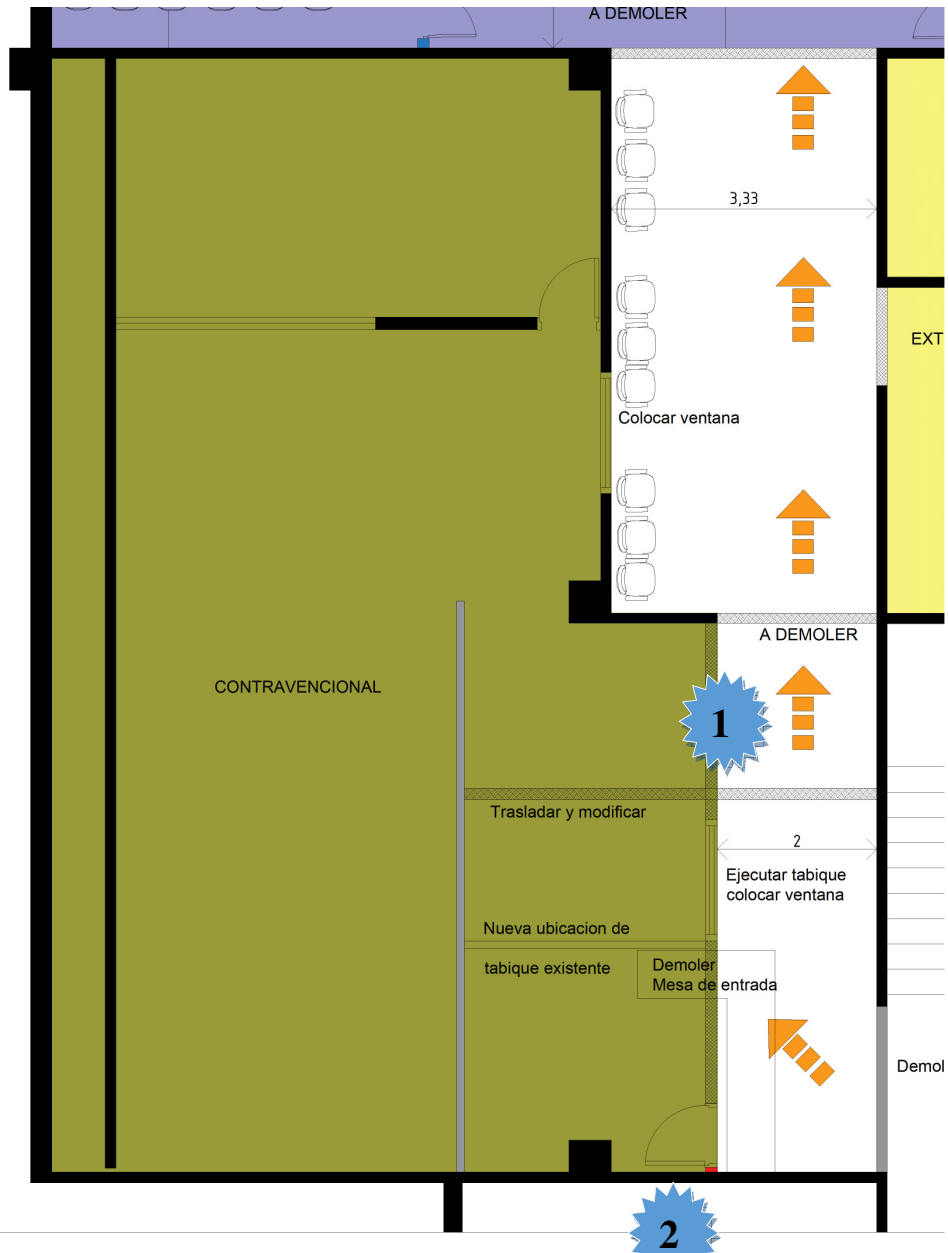 A DEMOLER
3,33
EXT
Colocar ventana
A DEMOLER
CONTRAVENCIONAL
1
Trasladar y modificar
2
Ejecutar tabique
colocar ventana
Nueva ubicacion de
tabique existente
Demoler
Mesa de entrada
Demol
2